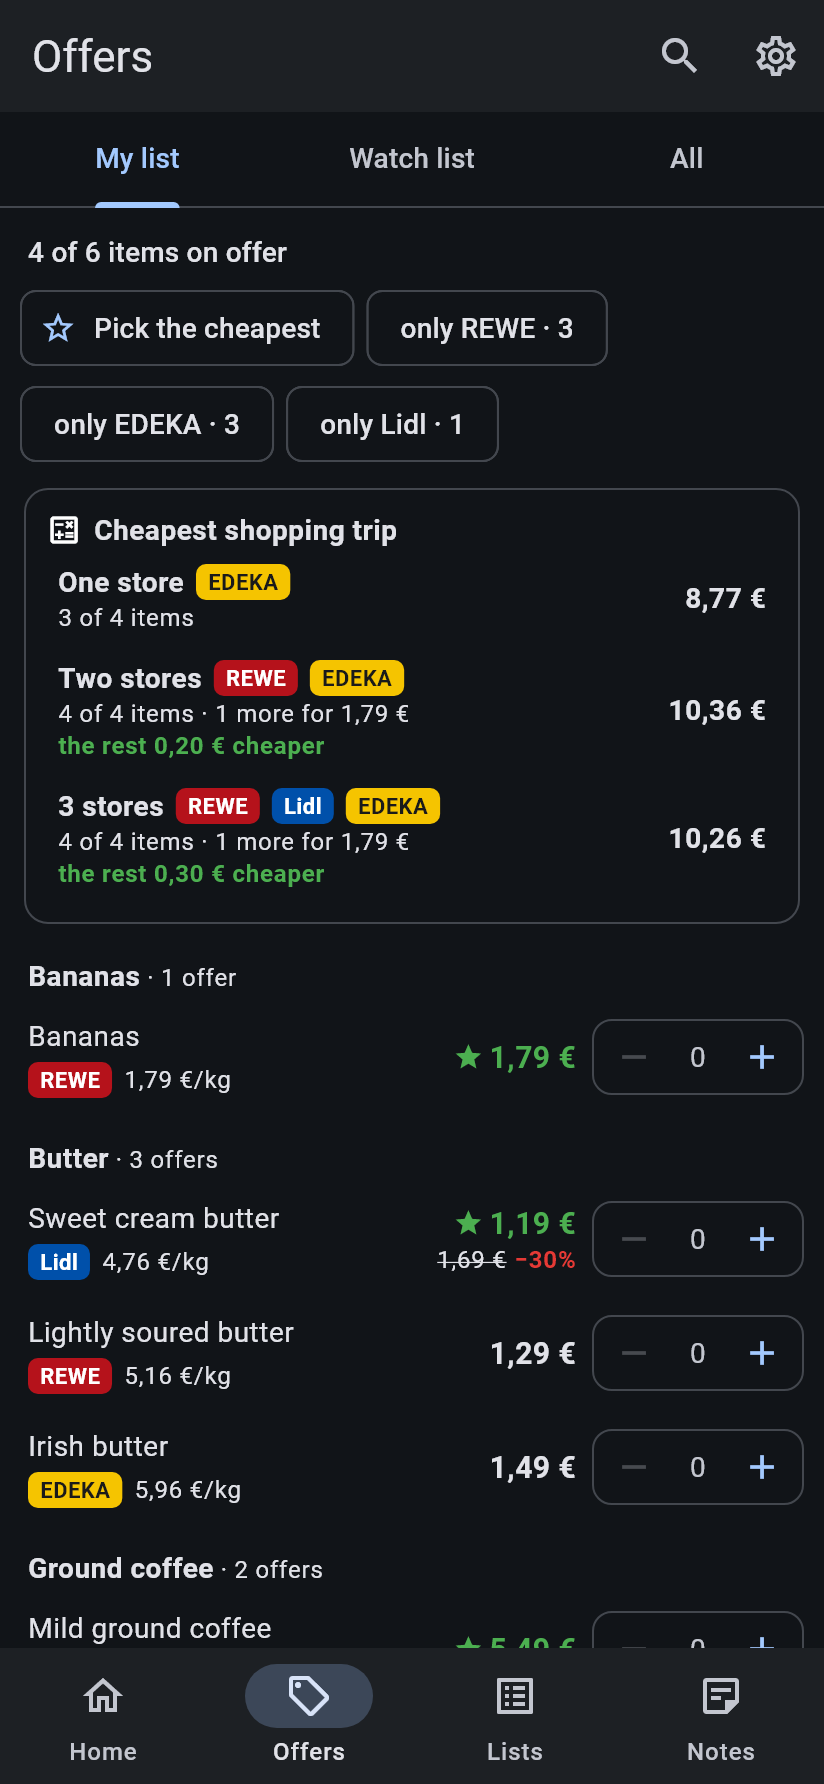 Offers
My list
Watch list
All
4 of 6 items on offer
Pick the cheapest
only REWE · 3
only EDEKA · 3
only Lidl · 1
Cheapest shopping trip
One store EDEKA
3 of 4 items
8,77 €
Two stores REWE EDEKA
4 of 4 items · 1 more for 1,79 €
the rest 0,20 € cheaper
10,36 €
3 stores REWE Lidl EDEKA
4 of 4 items · 1 more for 1,79 €
the rest 0,30 € cheaper
10,26 €
Bananas · 1 offer
Bananas
REWE 1,79 €/kg
★ 1,79 €
− 0 +
Butter · 3 offers
Sweet cream butter
Lidl 4,76 €/kg
★ 1,19 €
1,69 € −30%
− 0 +
Lightly soured butter
REWE 5,16 €/kg
1,29 €
− 0 +
Irish butter
EDEKA 5,96 €/kg
1,49 €
− 0 +
Ground coffee · 2 offers
Mild ground coffee
★ 5,49 €
− 0 +
Home
Offers
Lists
Notes